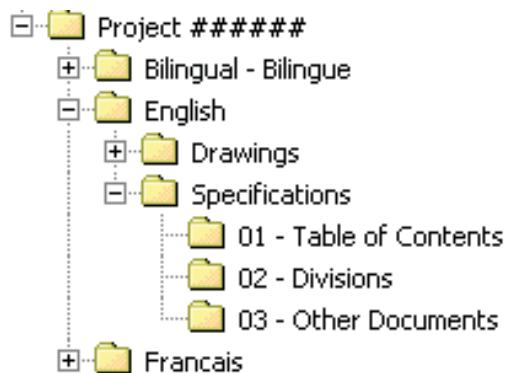 Project ######
Bilingual - Bilingue
English
Drawings
Specifications
01 - Table of Contents
02 - Divisions
03 - Other Documents
Francais